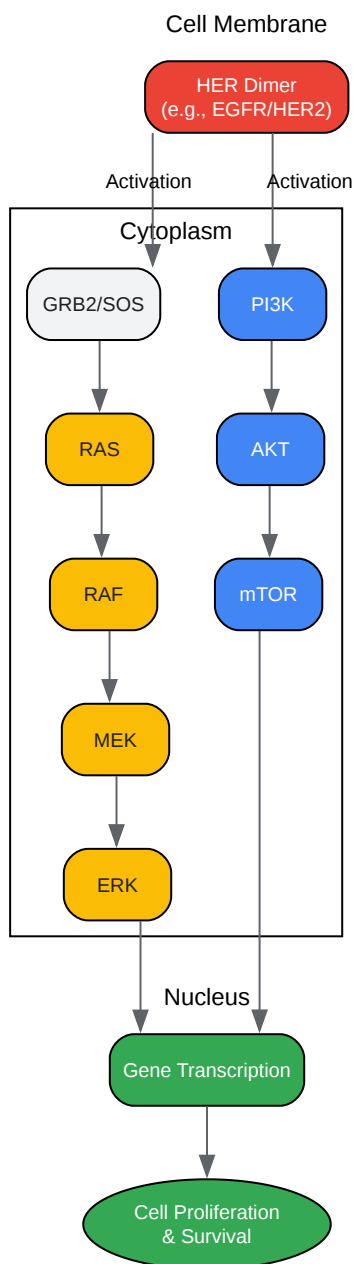 Cell Membrane
HER Dimer
(e.g., EGFR/HER2)
Activation
Activation
Cytoplasm
GRB2/SOS
PI3K
RAS
AKT
RAF
mTOR
MEK
ERK
Nucleus
Gene Transcription
Cell Proliferation
& Survival